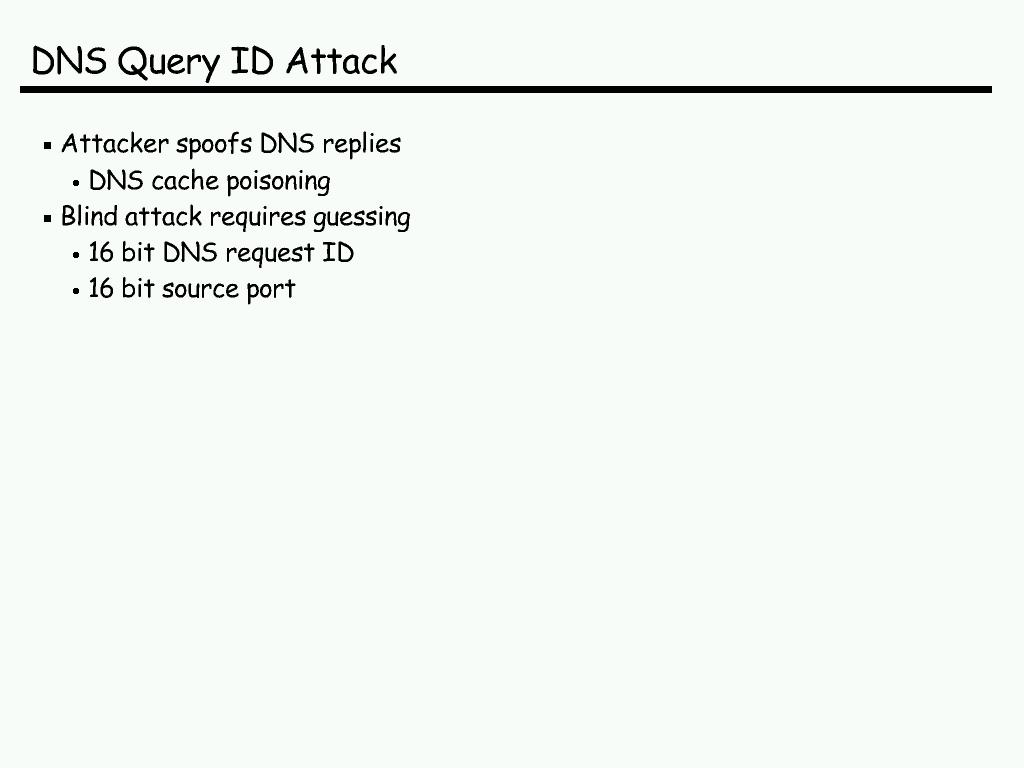 DNS Query ID Attack
Attacker spoofs DNS replies
DNS cache poisoning
Blind attack requires guessing
16 bit DNS request ID
16 bit source port